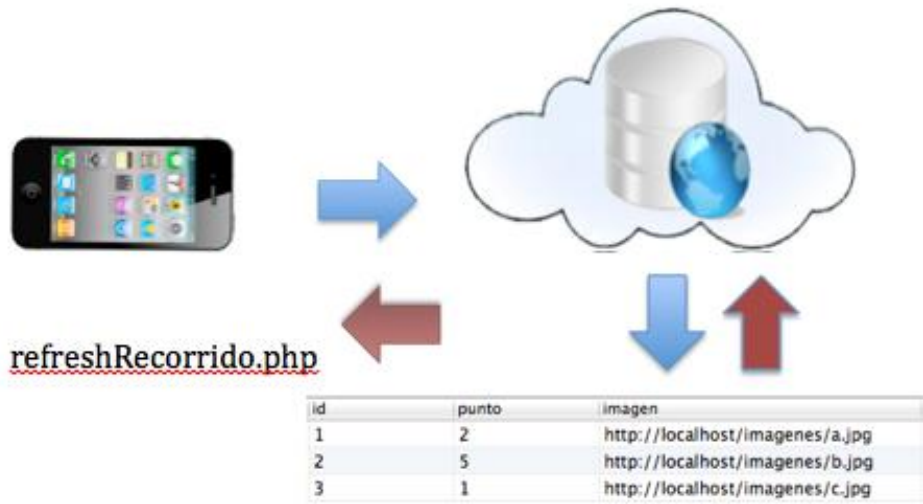 refreshRecorrido.php
id punto imagen
1 2 http://localhost/imagenes/a.jpg
2 5 http://localhost/imagenes/b.jpg
3 1 http://localhost/imagenes/c.jpg